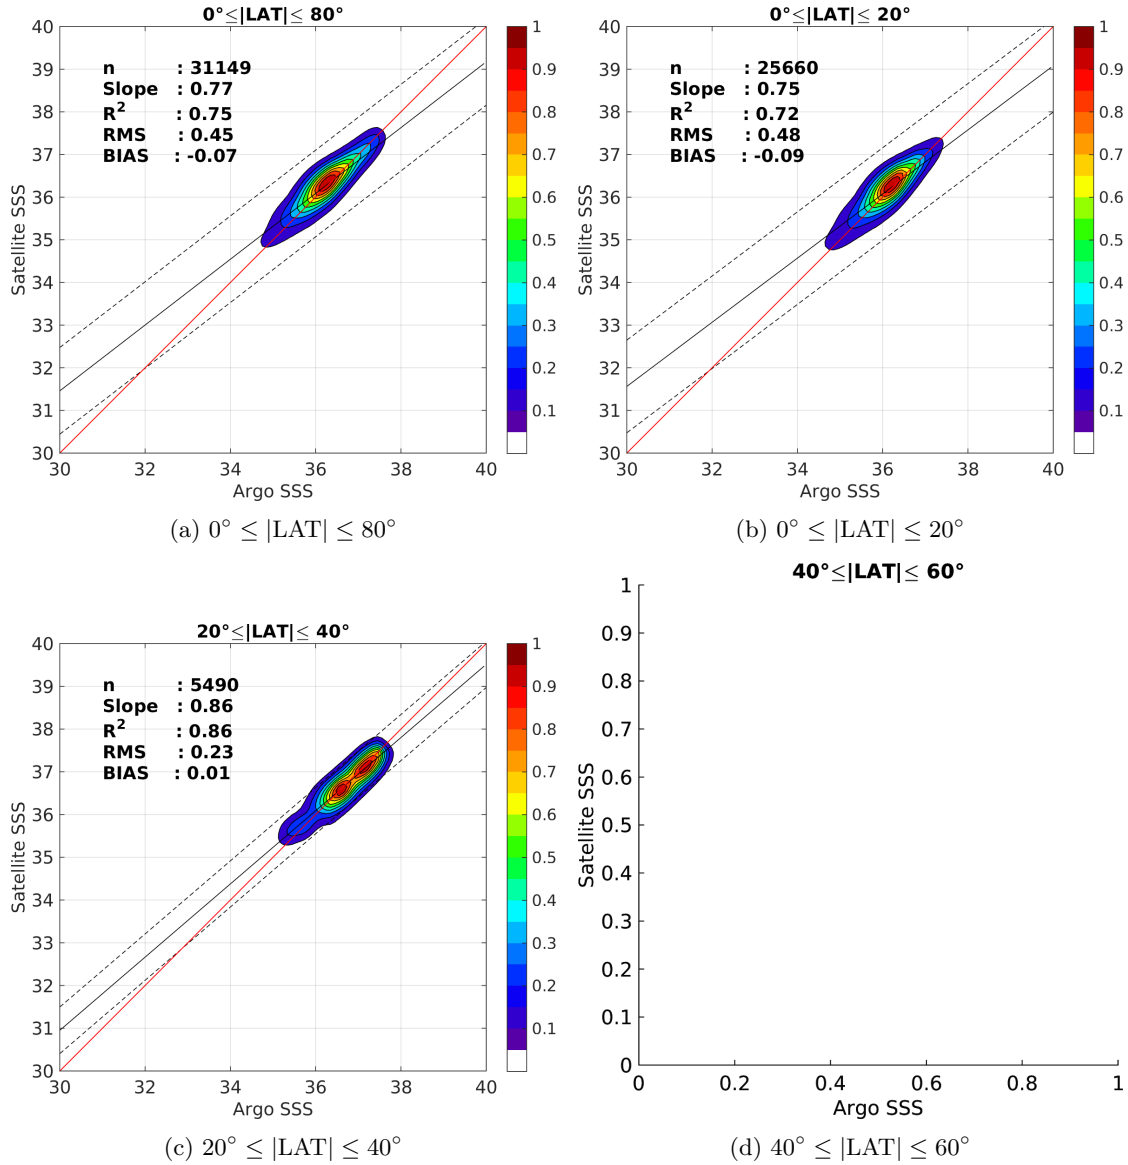 0°≤|LAT|≤ 80°
n : 31149
Slope : 0.77
R² : 0.75
RMS : 0.45
BIAS : -0.07
Satellite SSS
40
39
38
37
36
35
34
33
32
31
30
30 32 34 36 38 40
Argo SSS
1
0.9
0.8
0.7
0.6
0.5
0.4
0.3
0.2
0.1
(a) 0° ≤ |LAT| ≤ 80°
0°≤|LAT|≤ 20°
n : 25660
Slope : 0.75
R² : 0.72
RMS : 0.48
BIAS : -0.09
Satellite SSS
40
39
38
37
36
35
34
33
32
31
30
30 32 34 36 38 40
Argo SSS
1
0.9
0.8
0.7
0.6
0.5
0.4
0.3
0.2
0.1
(b) 0° ≤ |LAT| ≤ 20°
20°≤|LAT|≤ 40°
n : 5490
Slope : 0.86
R² : 0.86
RMS : 0.23
BIAS : 0.01
Satellite SSS
40
39
38
37
36
35
34
33
32
31
30
30 32 34 36 38 40
Argo SSS
1
0.9
0.8
0.7
0.6
0.5
0.4
0.3
0.2
0.1
(c) 20° ≤ |LAT| ≤ 40°
40°≤|LAT|≤ 60°
Satellite SSS
1
0.9
0.8
0.7
0.6
0.5
0.4
0.3
0.2
0.1
0
0 0.2 0.4 0.6 0.8 1
Argo SSS
(d) 40° ≤ |LAT| ≤ 60°